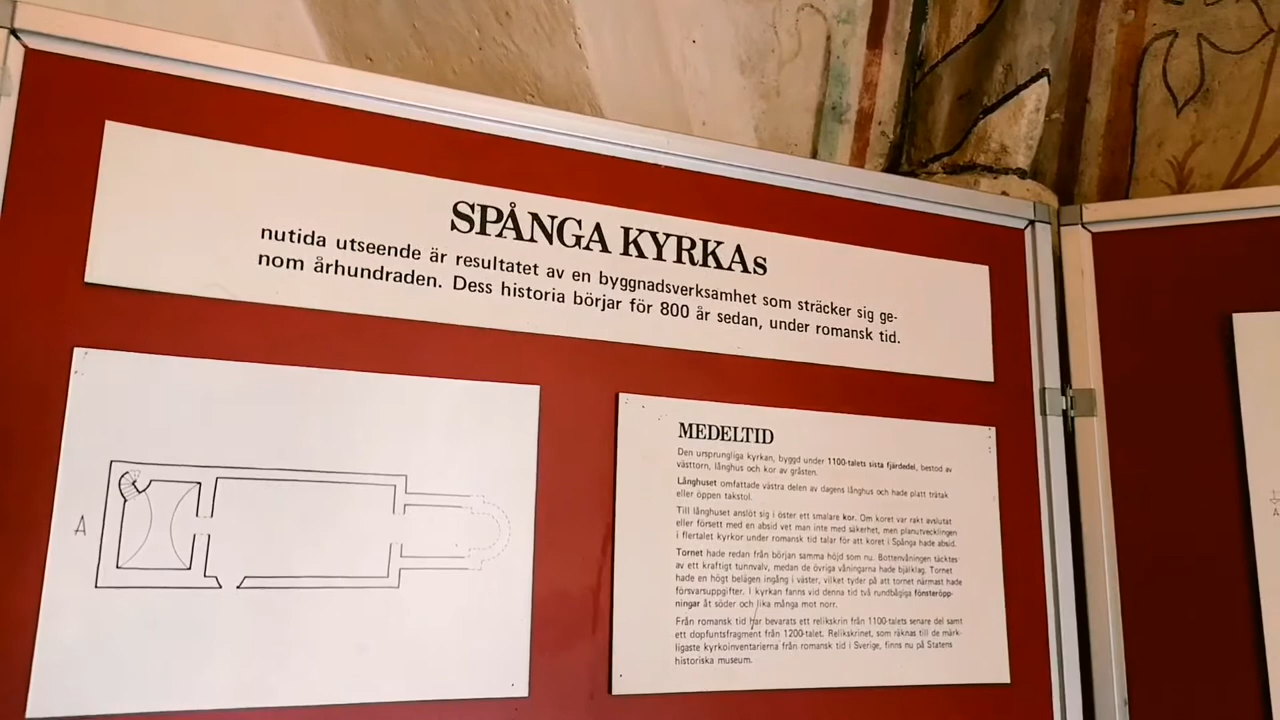 SPÅNGA KYRKAs
nutida utseende är resultatet av en byggnadsverksamhet som sträcker sig ge-
nom århundraden. Dess historia börjar för 800 år sedan, under romansk tid.
A
MEDELTID
Den ursprungliga kyrkan, byggd under 1100-talets sista fjärdedel, bestod av
västtorn, långhus och kor av gråsten.
Långhuset omfattade västra delen av dagens långhus och hade platt trätak
eller öppen takstol.
Till långhuset anslöt sig i öster ett smalare kor. Om koret var rakt avslutat
eller försett med en absid vet man inte med säkerhet, men planutvecklingen
i flertalet kyrkor under romansk tid talar för att koret i Spånga hade absid.
Tornet hade redan från början samma höjd som nu. Bottenvåningen täcktes
av ett kraftigt tunnvalv, medan de övriga våningarna hade bjälklag. Tornet
hade en högt belägen ingång i väster, vilket tyder på att tornet närmast hade
försvarsuppgifter. I kyrkan fanns vid denna tid två rundbågiga fönsteröpp-
ningar åt söder och lika många mot norr.
Från romansk tid har bevarats ett relikskrin från 1100-talets senare del samt
ett dopfuntsfragment från 1200-talet. Relikskrinet, som räknas till de märk-
ligaste kyrkoinventarierna från romansk tid i Sverige, finns nu på Statens
historiska museum.
A